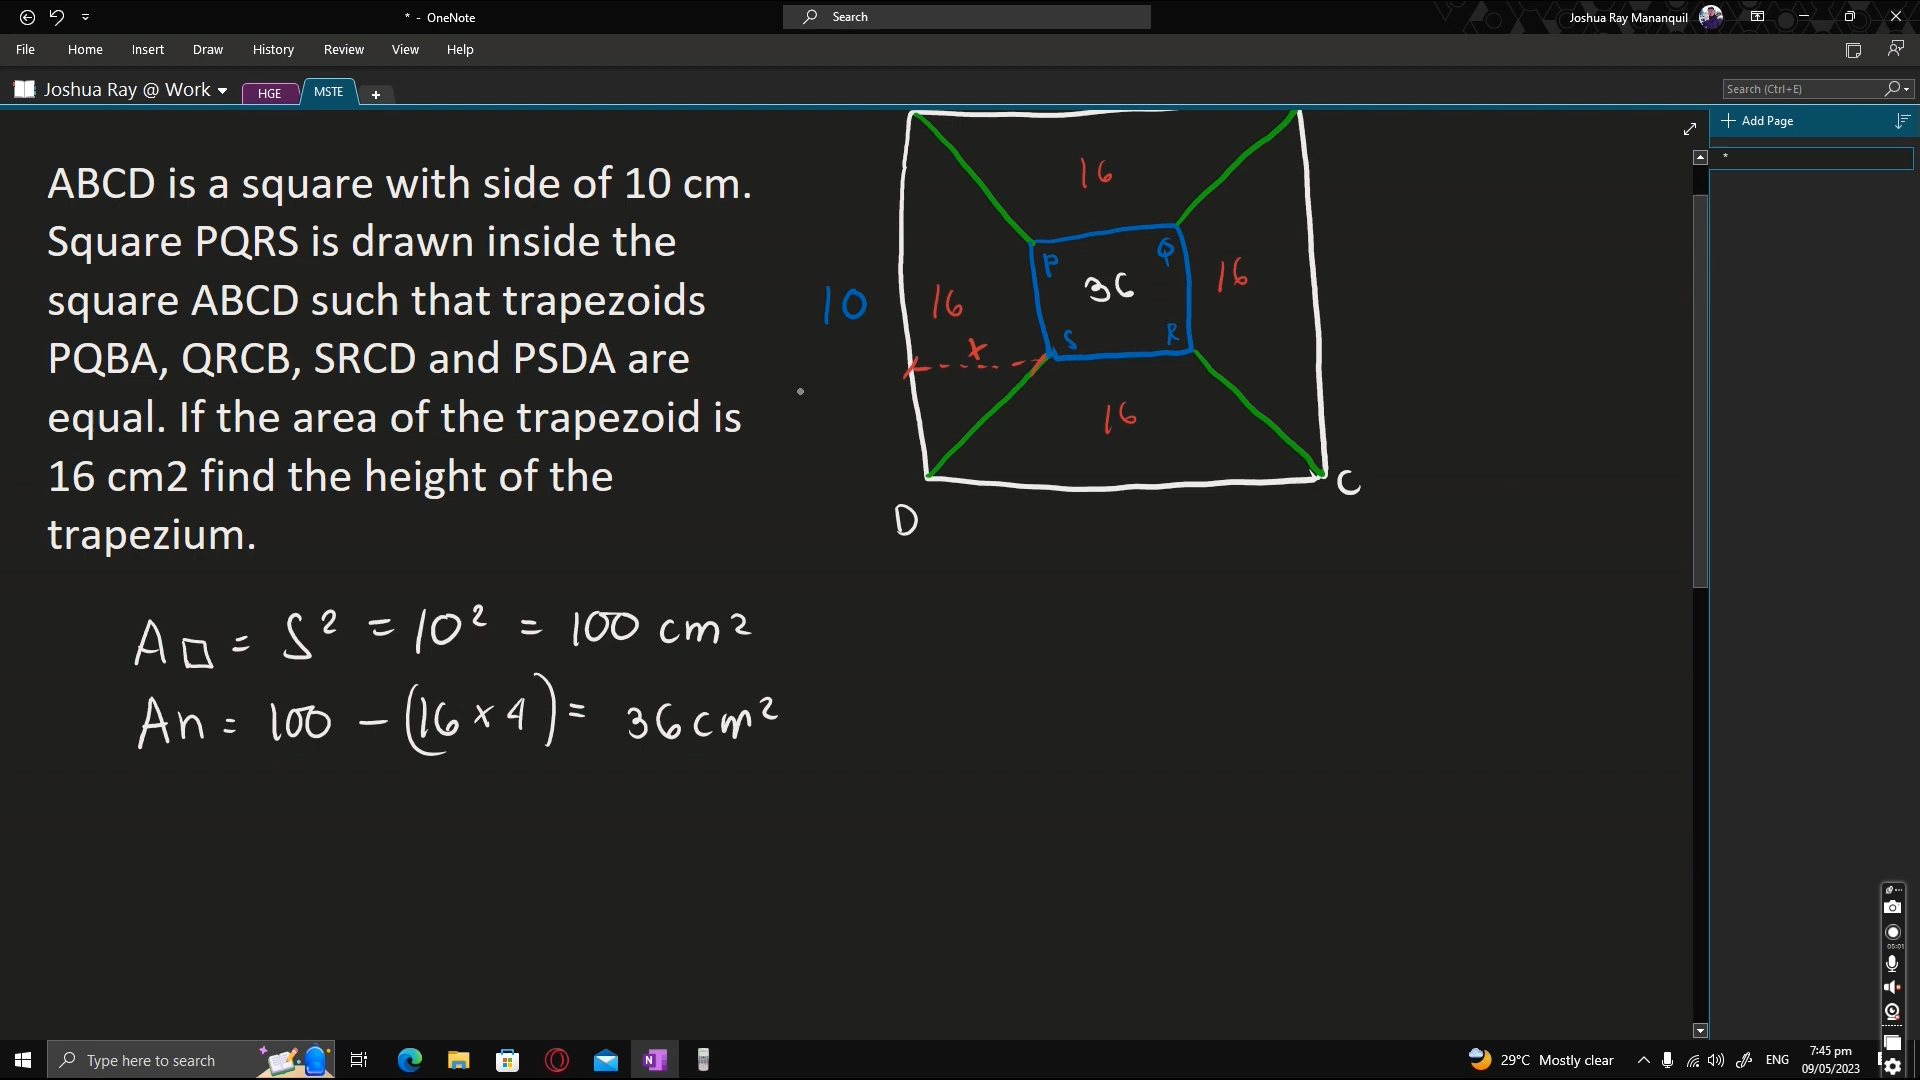 * - OneNote
Search
Joshua Ray Mananquil
File Home Insert Draw History Review View Help
Joshua Ray @ Work HGE MSTE +
Search (Ctrl+E)
Add Page
*
ABCD is a square with side of 10 cm.
Square PQRS is drawn inside the
square ABCD such that trapezoids
PQBA, QRCB, SRCD and PSDA are
equal. If the area of the trapezoid is
16 cm2 find the height of the
trapezium.
16
P Q
10 16 36 16
x S R
16
D C
A□ = S² = 10² = 100 cm²
An = 100 - (16 x 4) = 36 cm²
05:01
Type here to search
29°C Mostly clear
ENG
7:45 pm
09/05/2023